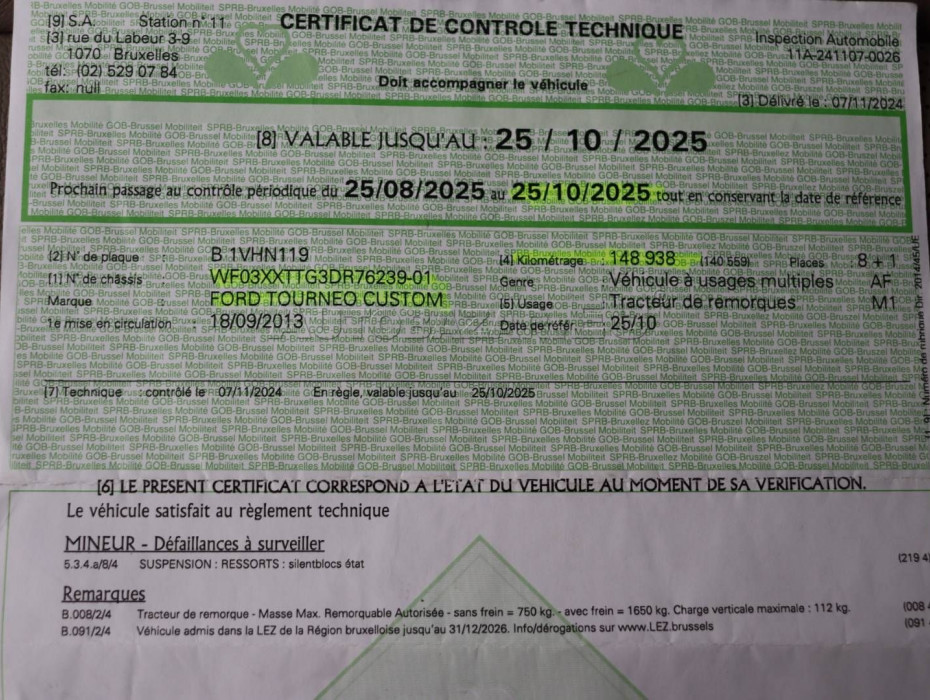 [9] S.A. Station n° 11
CERTIFICAT DE CONTROLE TECHNIQUE
[3] rue du Labeur 3-9
Inspection Automobile
1070 Bruxelles
11A-241107-0026
tél: (02) 529 07 84
Doit accompagner le véhicule
fax: null
[3] Délivré le : 07/11/2024
[8] VALABLE JUSQU'AU : 25 / 10 / 2025
Prochain passage au contrôle périodique du 25/08/2025 au 25/10/2025 tout en conservant la date de référence
[2] N° de plaque : B 1VHN119
[4] Kilométrage : 148 938 (140 559) Places : 8 + 1
[1] N° de châssis WF03XXTTG3DR76239-01
Genre : Véhicule à usages multiples AF
Marque FORD TOURNEO CUSTOM
[5] Usage : Tracteur de remorques M1
1e mise en circulation : 18/09/2013
Date de référ : 25/10
[7] Technique : contrôlé le 07/11/2024 En règle, valable jusqu'au 25/10/2025
[6] LE PRESENT CERTIFICAT CORRESPOND A L'ETAT DU VEHICULE AU MOMENT DE SA VERIFICATION.
Le véhicule satisfait au règlement technique
MINEUR - Défaillances à surveiller
5.3.4.a/8/4 SUSPENSION : RESSORTS : silentblocs état (219 4
Remarques
B.008/2/4 Tracteur de remorque - Masse Max. Remorquable Autorisée - sans frein = 750 kg. - avec frein = 1650 kg. Charge verticale maximale : 112 kg. (008
B.091/2/4 Véhicule admis dans la LEZ de la Région bruxelloise jusqu'au 31/12/2026. Info/dérogations sur www.LEZ.brussels (091